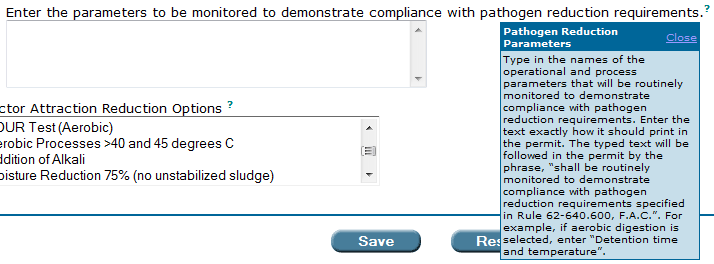 Enter the parameters to be monitored to demonstrate compliance with pathogen reduction requirements.?
Pathogen Reduction
Parameters
Close
Type in the names of the
operational and process
parameters that will be routinely
monitored to demonstrate
compliance with pathogen
reduction requirements. Enter the
text exactly how it should print in
the permit. The typed text will be
followed in the permit by the
phrase, "shall be routinely
monitored to demonstrate
compliance with pathogen
reduction requirements specified
in Rule 62-640.600, F.A.C.". For
example, if aerobic digestion is
selected, enter "Detention time
and temperature".
ctor Attraction Reduction Options ?
OUR Test (Aerobic)
erobic Processes >40 and 45 degrees C
ddition of Alkali
oisture Reduction 75% (no unstabilized sludge)
Save
Res